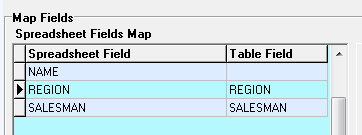 Map Fields
Spreadsheet Fields Map
Spreadsheet Field Table Field
NAME
REGION REGION
SALESMAN SALESMAN